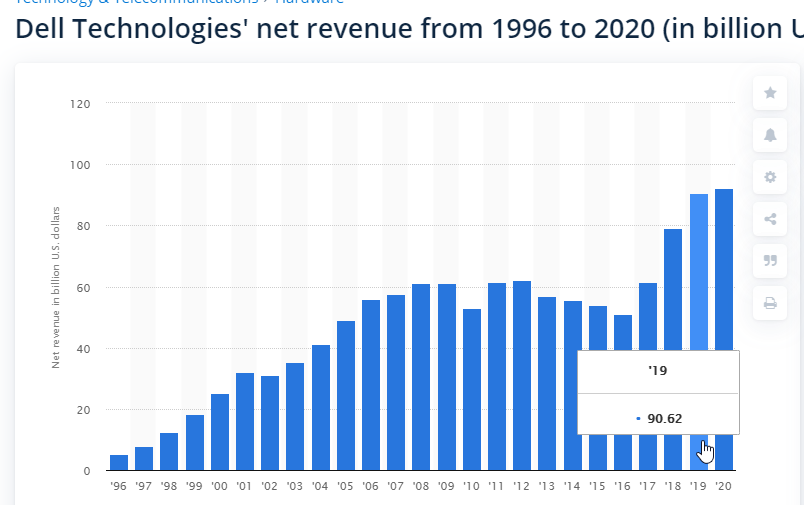 Technology & Telecommunications › Hardware
Dell Technologies' net revenue from 1996 to 2020 (in billion U
120
100
80
60
40
20
0
Net revenue in billion U.S. dollars
'19
90.62
'96 '97 '98 '99 '00 '01 '02 '03 '04 '05 '06 '07 '08 '09 '10 '11 '12 '13 '14 '15 '16 '17 '18 '19 '20